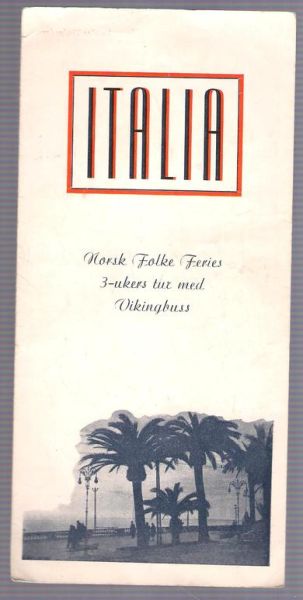 ITALIA
Norsk Folke Feries
3-ukers tur med
Vikingbuss